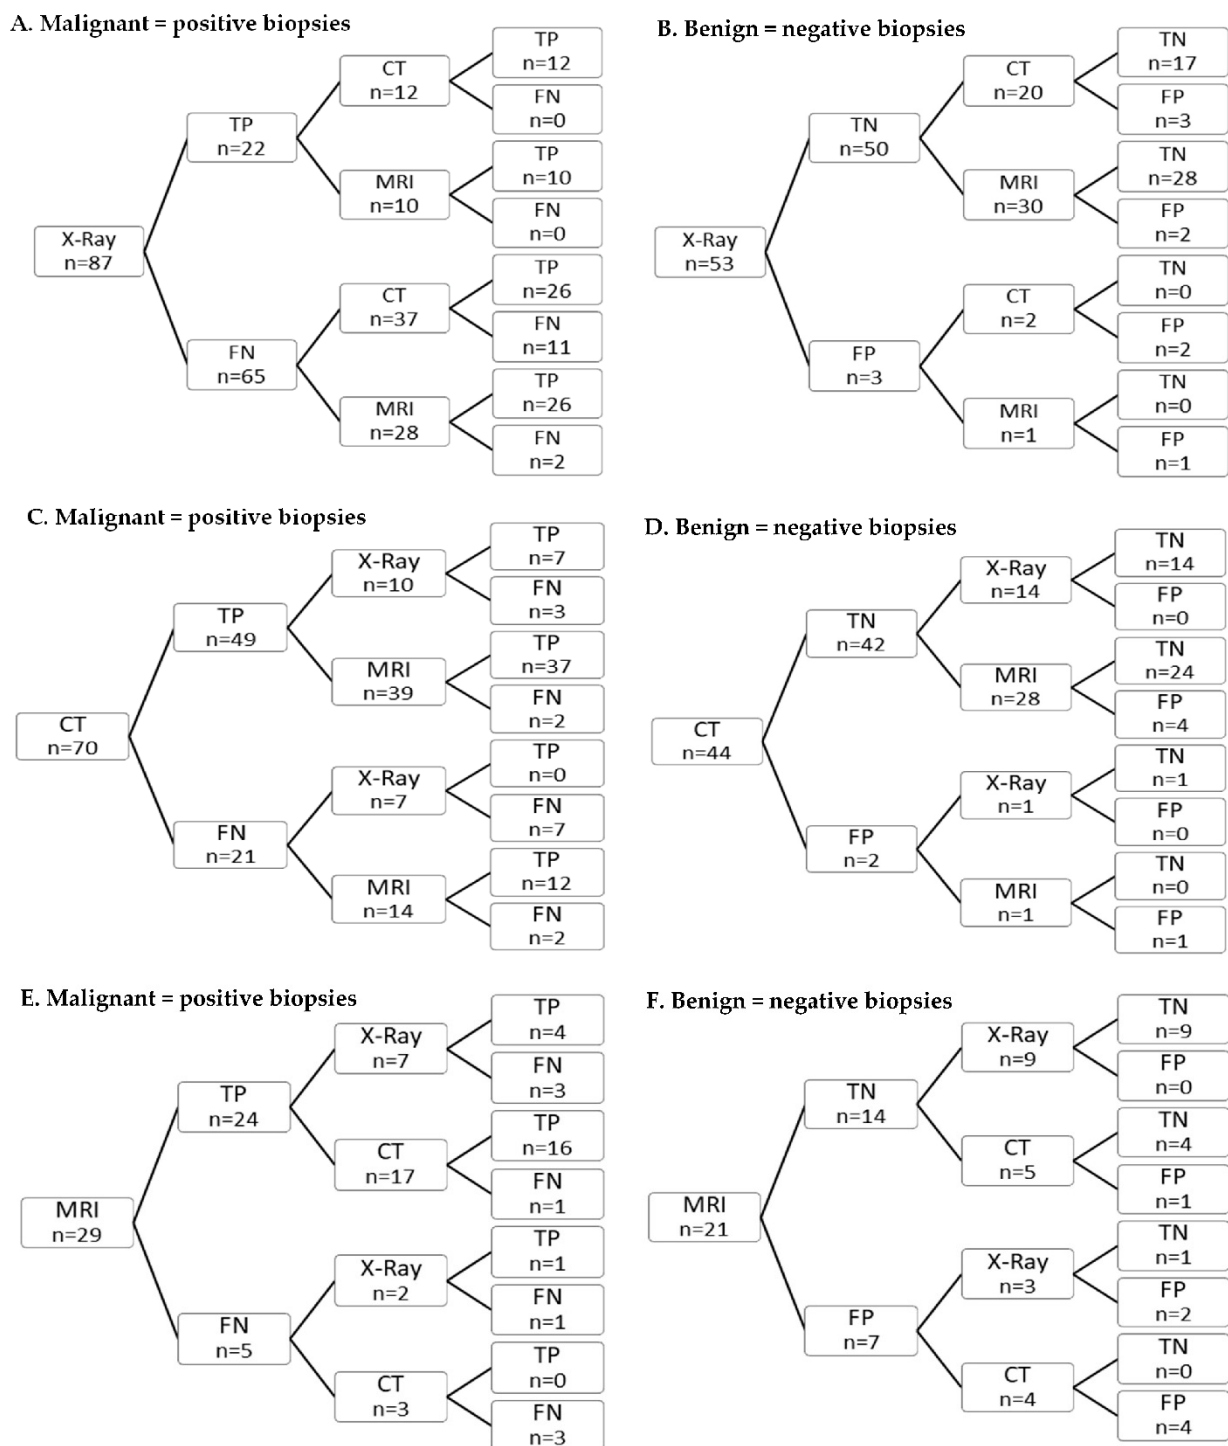 A. Malignant = positive biopsies
X-Ray
n=87
TP
n=22
FN
n=65
CT
n=12
MRI
n=10
CT
n=37
MRI
n=28
TP
n=12
FN
n=0
TP
n=10
FN
n=0
TP
n=26
FN
n=11
TP
n=26
FN
n=2
B. Benign = negative biopsies
X-Ray
n=53
TN
n=50
FP
n=3
CT
n=20
MRI
n=30
CT
n=2
MRI
n=1
TN
n=17
FP
n=3
TN
n=28
FP
n=2
TN
n=0
FP
n=2
TN
n=0
FP
n=1
C. Malignant = positive biopsies
CT
n=70
TP
n=49
FN
n=21
X-Ray
n=10
MRI
n=39
X-Ray
n=7
MRI
n=14
TP
n=7
FN
n=3
TP
n=37
FN
n=2
TP
n=0
FN
n=7
TP
n=12
FN
n=2
D. Benign = negative biopsies
CT
n=44
TN
n=42
FP
n=2
X-Ray
n=14
MRI
n=28
X-Ray
n=1
MRI
n=1
TN
n=14
FP
n=0
TN
n=24
FP
n=4
TN
n=1
FP
n=0
TN
n=0
FP
n=1
E. Malignant = positive biopsies
MRI
n=29
TP
n=24
FN
n=5
X-Ray
n=7
CT
n=17
X-Ray
n=2
CT
n=3
TP
n=4
FN
n=3
TP
n=16
FN
n=1
TP
n=1
FN
n=1
TP
n=0
FN
n=3
F. Benign = negative biopsies
MRI
n=21
TN
n=14
FP
n=7
X-Ray
n=9
CT
n=5
X-Ray
n=3
CT
n=4
TN
n=9
FP
n=0
TN
n=4
FP
n=1
TN
n=1
FP
n=2
TN
n=0
FP
n=4